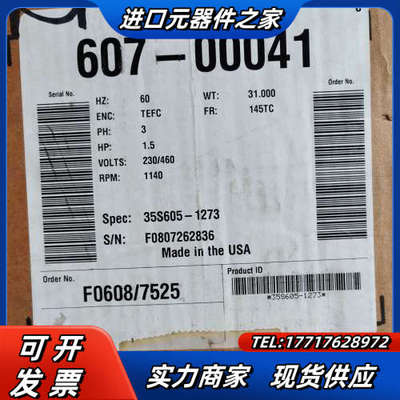 进口元器件之家
607-00041
Serial No.
Order No.
HZ: 60 WT: 31.000
ENC: TEFC FR: 145TC
PH: 3
HP: 1.5
VOLTS: 230/460
RPM: 1140
Spec: 35S605-1273
S/N: F0807262836
Made in the USA
Order No.
F0608/7525
Product ID
*35S605-1273*
可开发票
TEL:17717628972
实力商家 现货供应